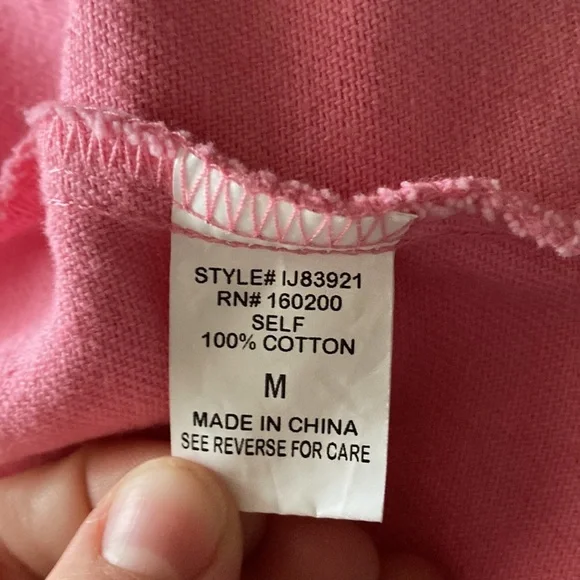 STYLE# IJ83921
RN# 160200
SELF
100% COTTON
M
MADE IN CHINA
SEE REVERSE FOR CARE